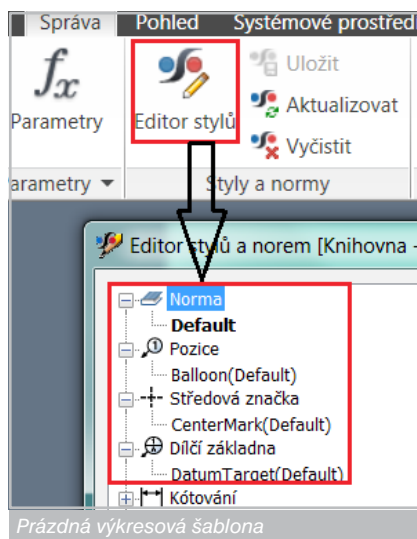 Správa Pohled Systémové prostřed
fx
Parametry
Editor stylů
Uložit
Aktualizovat
Vyčistit
arametry
Styly a normy
Editor stylů a norem [Knihovna -
Norma
Default
Pozice
Balloon(Default)
Středová značka
CenterMark(Default)
Dílčí základna
DatumTarget(Default)
Kótování
Prázdná výkresová šablona